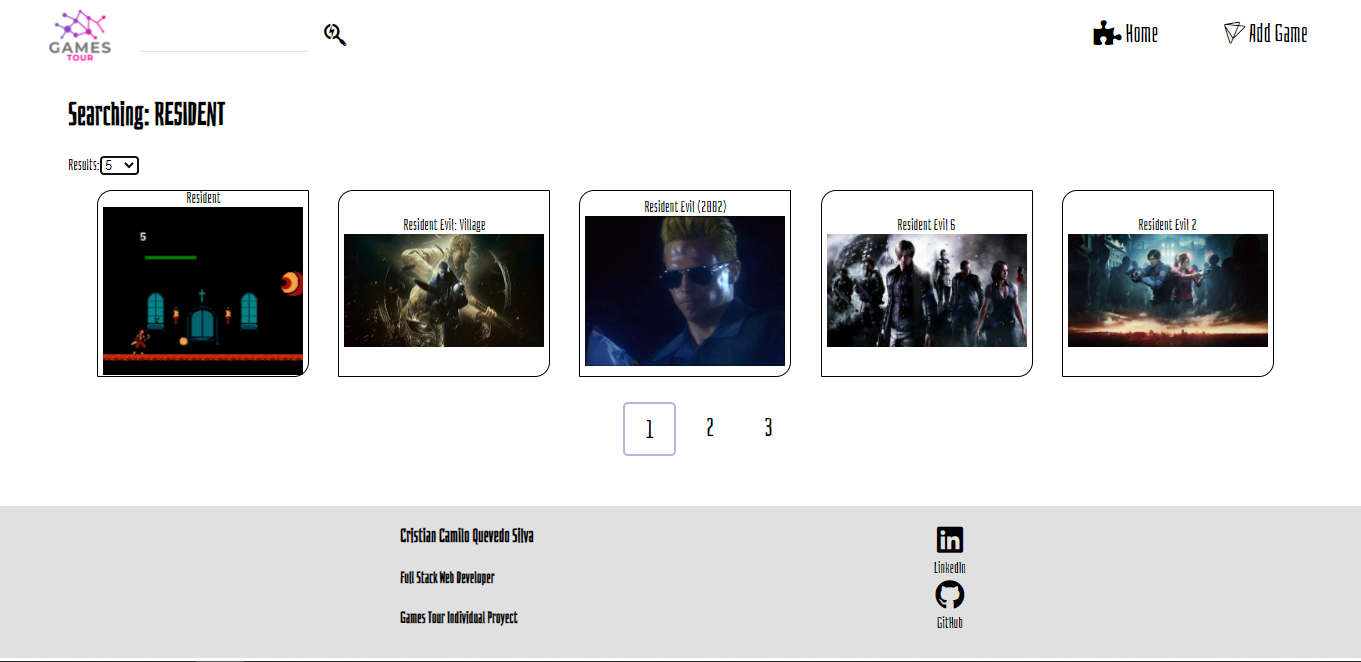 GAMES
TOUR
Home
Add Game
Searching: RESIDENT
Results: 5
Resident
5
Resident Evil: Village
Resident Evil (2002)
Resident Evil 6
Resident Evil 2
1 2 3
Cristian Camilo Quevedo Silva
Full Stack Web Developer
Games Tour Individual Proyect
in
LinkedIn
GitHub